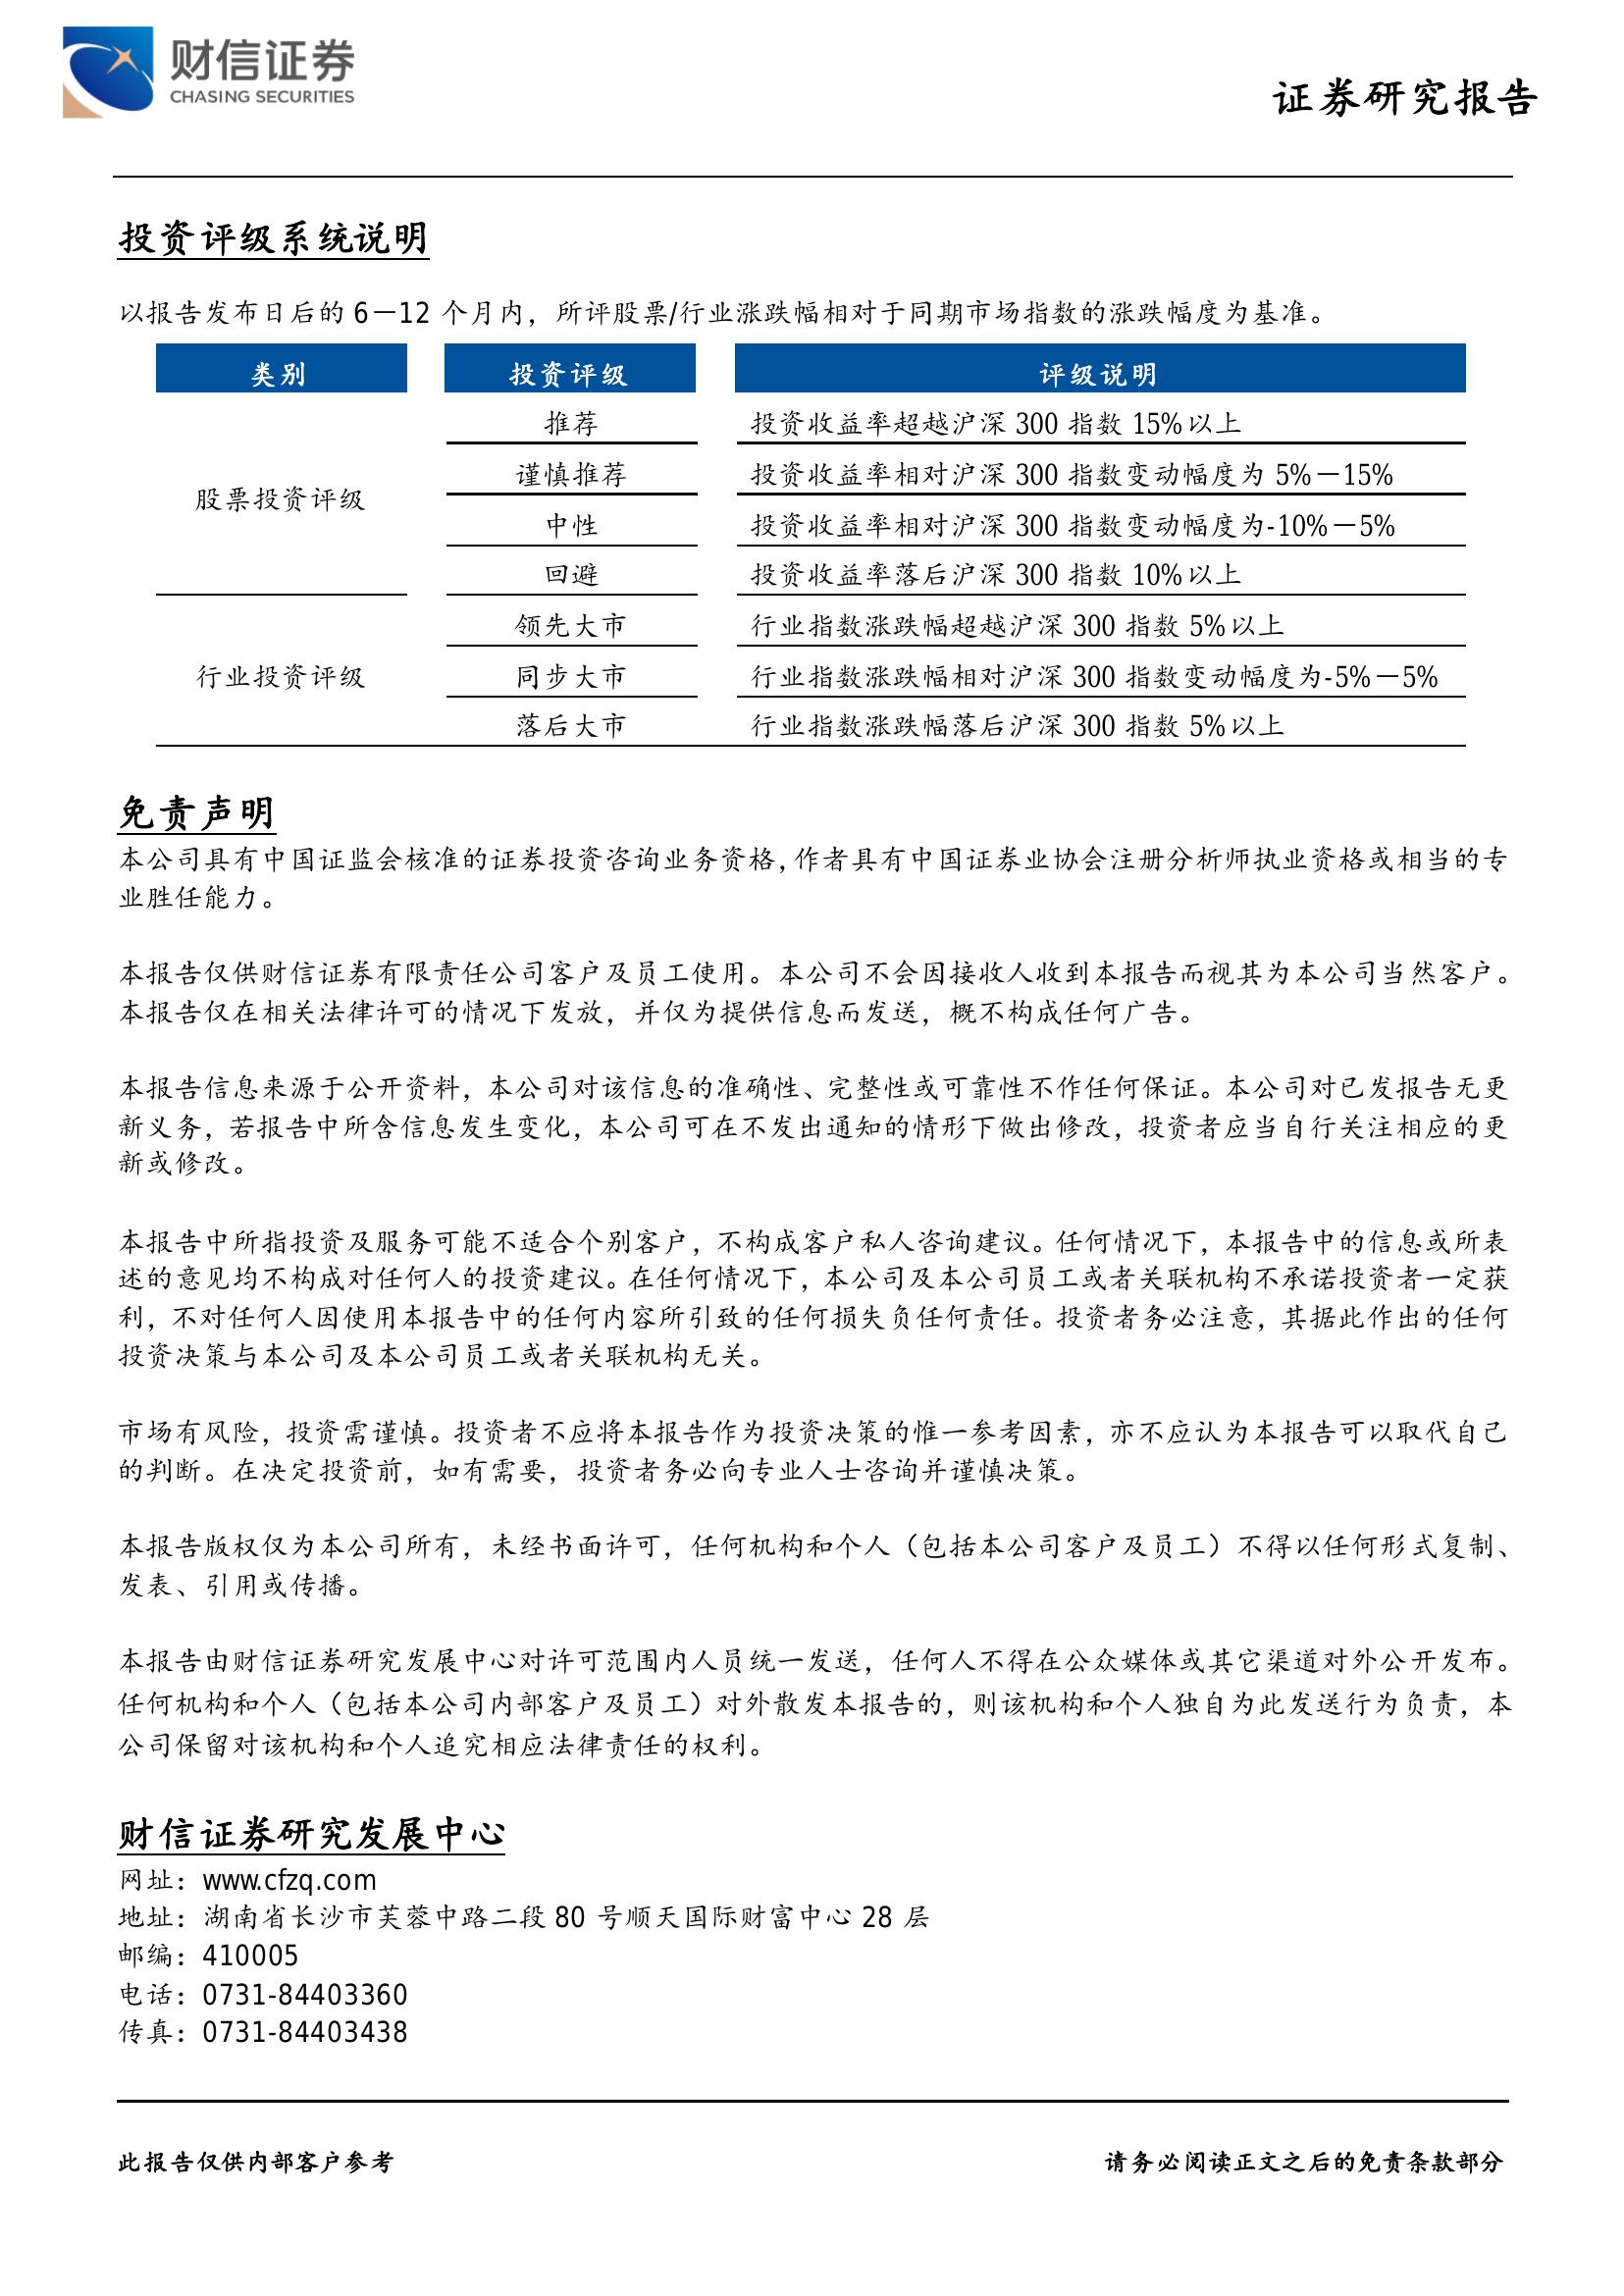 财信证券
CHASING SECURITIES
证券研究报告
投资评级系统说明
以报告发布日后的 6－12 个月内，所评股票/行业涨跌幅相对于同期市场指数的涨跌幅度为基准。
类别 投资评级 评级说明
股票投资评级
推荐 投资收益率超越沪深 300 指数 15%以上
谨慎推荐 投资收益率相对沪深 300 指数变动幅度为 5%－15%
中性 投资收益率相对沪深 300 指数变动幅度为-10%－5%
回避 投资收益率落后沪深 300 指数 10%以上
行业投资评级
领先大市 行业指数涨跌幅超越沪深 300 指数 5%以上
同步大市 行业指数涨跌幅相对沪深 300 指数变动幅度为-5%－5%
落后大市 行业指数涨跌幅落后沪深 300 指数 5%以上
免责声明
本公司具有中国证监会核准的证券投资咨询业务资格，作者具有中国证券业协会注册分析师执业资格或相当的专
业胜任能力。
本报告仅供财信证券有限责任公司客户及员工使用。本公司不会因接收人收到本报告而视其为本公司当然客户。
本报告仅在相关法律许可的情况下发放，并仅为提供信息而发送，概不构成任何广告。
本报告信息来源于公开资料，本公司对该信息的准确性、完整性或可靠性不作任何保证。本公司对已发报告无更
新义务，若报告中所含信息发生变化，本公司可在不发出通知的情形下做出修改，投资者应当自行关注相应的更
新或修改。
本报告中所指投资及服务可能不适合个别客户，不构成客户私人咨询建议。任何情况下，本报告中的信息或所表
述的意见均不构成对任何人的投资建议。在任何情况下，本公司及本公司员工或者关联机构不承诺投资者一定获
利，不对任何人因使用本报告中的任何内容所引致的任何损失负任何责任。投资者务必注意，其据此作出的任何
投资决策与本公司及本公司员工或者关联机构无关。
市场有风险，投资需谨慎。投资者不应将本报告作为投资决策的惟一参考因素，亦不应认为本报告可以取代自己
的判断。在决定投资前，如有需要，投资者务必向专业人士咨询并谨慎决策。
本报告版权仅为本公司所有，未经书面许可，任何机构和个人（包括本公司客户及员工）不得以任何形式复制、
发表、引用或传播。
本报告由财信证券研究发展中心对许可范围内人员统一发送，任何人不得在公众媒体或其它渠道对外公开发布。
任何机构和个人（包括本公司内部客户及员工）对外散发本报告的，则该机构和个人独自为此发送行为负责，本
公司保留对该机构和个人追究相应法律责任的权利。
财信证券研究发展中心
网址：www.cfzq.com
地址：湖南省长沙市芙蓉中路二段 80 号顺天国际财富中心 28 层
邮编：410005
电话：0731-84403360
传真：0731-84403438
此报告仅供内部客户参考 请务必阅读正文之后的免责条款部分